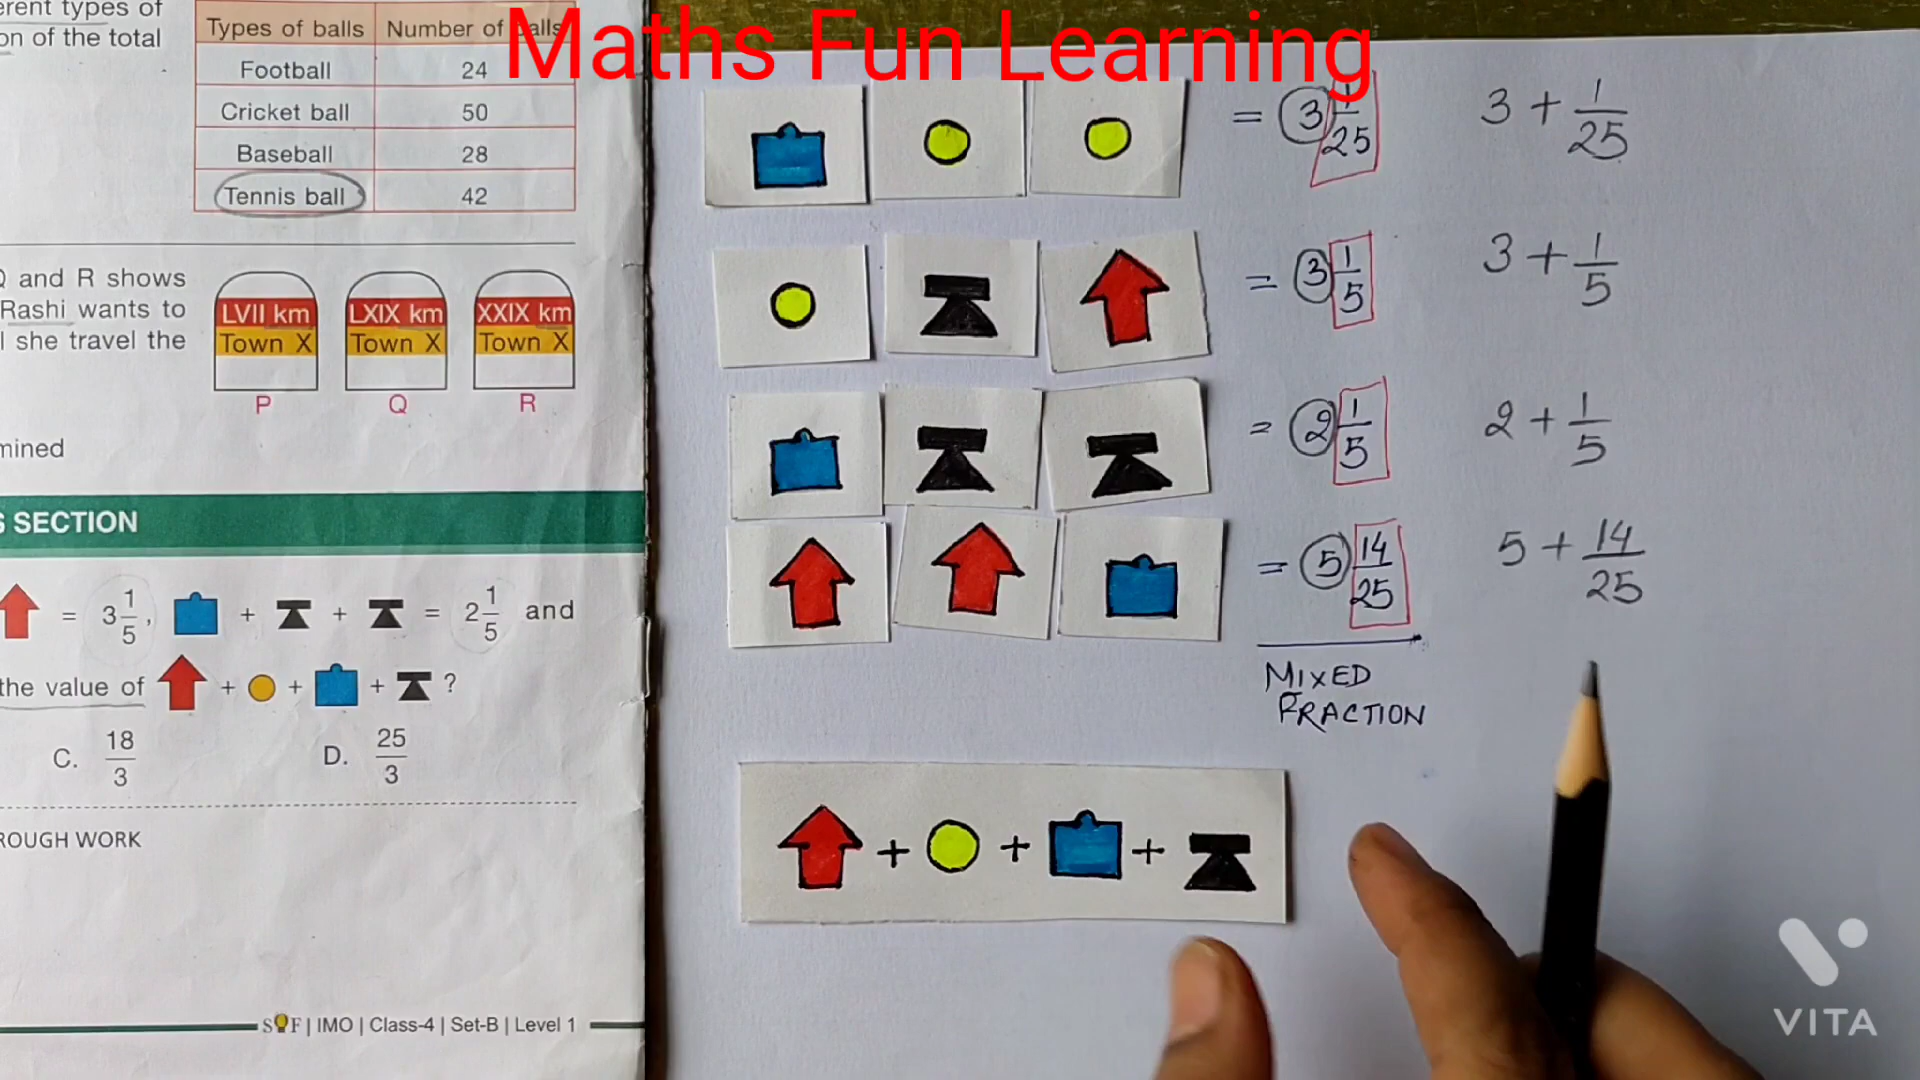 Maths Fun Learning
erent types of
on of the total
Types of balls Number of balls
Football 24
Cricket ball 50
Baseball 28
Tennis ball 42
Q and R shows
Rashi wants to
she travel the
LVII km LXIX km XXIX km
Town X Town X Town X
P Q R
mined
SECTION
= 3 1/5, + + = 2 1/5 and
the value of + + + ?
C. 18/3 D. 25/3
ROUGH WORK
SOF | IMO | Class-4 | Set-B | Level 1
= 3 1/25 3 + 1/25
= 3 1/5 3 + 1/5
= 2 1/5 2 + 1/5
= 5 14/25 5 + 14/25
MIXED
FRACTION
+ + +
VITA